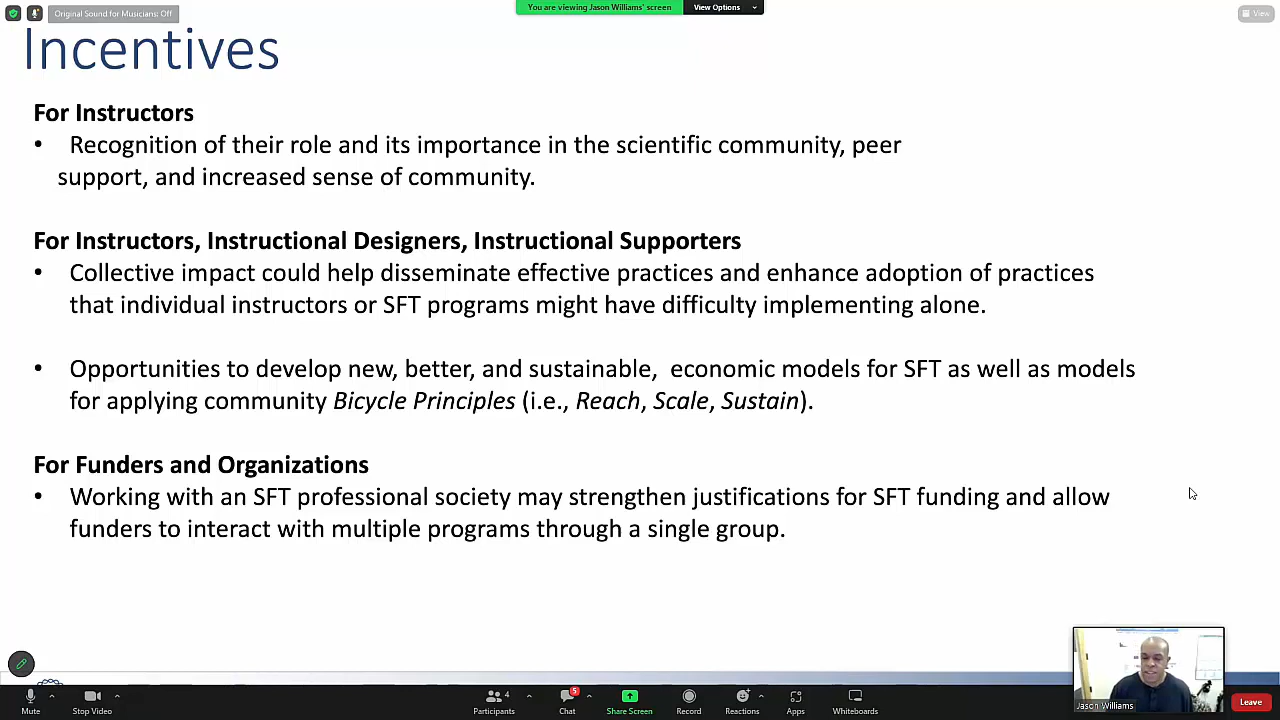 Original Sound for Musicians: Off
You are viewing Jason Williams' screen
View Options
View
Incentives
For Instructors
• Recognition of their role and its importance in the scientific community, peer
support, and increased sense of community.
For Instructors, Instructional Designers, Instructional Supporters
• Collective impact could help disseminate effective practices and enhance adoption of practices
that individual instructors or SFT programs might have difficulty implementing alone.
• Opportunities to develop new, better, and sustainable,  economic models for SFT as well as models
for applying community Bicycle Principles (i.e., Reach, Scale, Sustain).
For Funders and Organizations
• Working with an SFT professional society may strengthen justifications for SFT funding and allow
funders to interact with multiple programs through a single group.
Jason Williams
Mute
Stop Video
4
Participants
5
Chat
Share Screen
Record
Reactions
Apps
Whiteboards
Leave